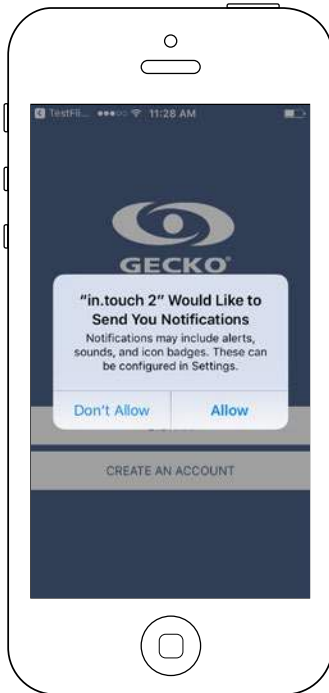 TestFli... 11:28 AM
GECKO
"in.touch 2" Would Like to
Send You Notifications
Notifications may include alerts,
sounds, and icon badges. These can
be configured in Settings.
Don't Allow Allow
CREATE AN ACCOUNT